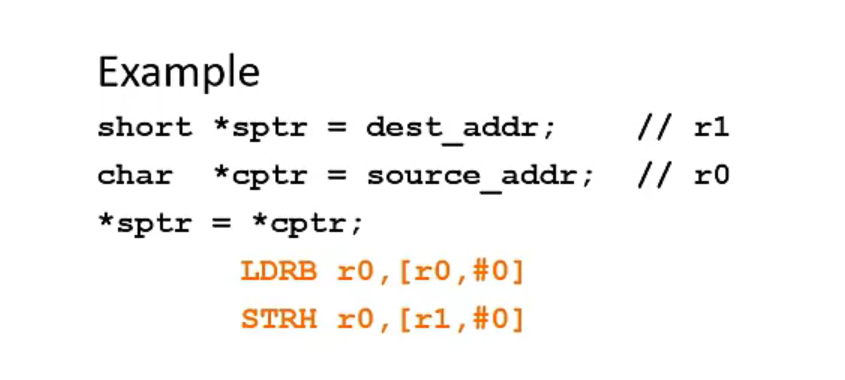 Example
short *sptr = dest_addr; // r1
char *cptr = source_addr; // r0
*sptr = *cptr;
LDRB r0,[r0,#0]
STRH r0,[r1,#0]